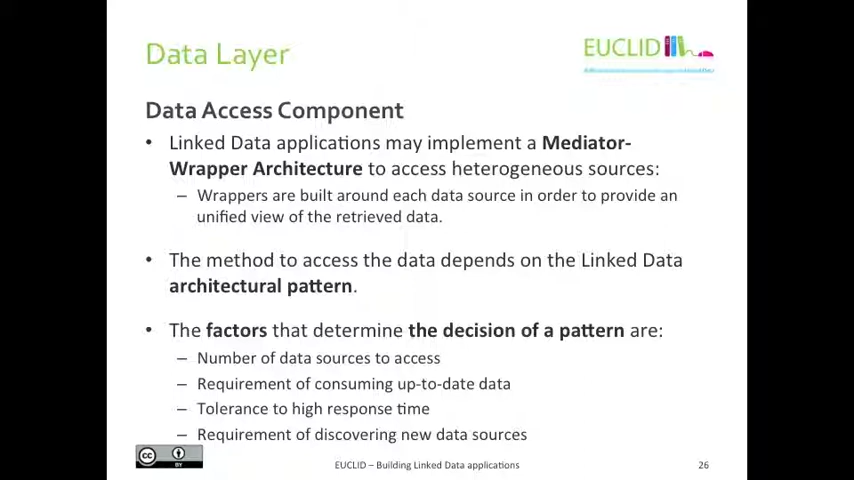 Data Layer
EUCLID
Data Access Component
• Linked Data applications may implement a Mediator-
Wrapper Architecture to access heterogeneous sources:
– Wrappers are built around each data source in order to provide an
unified view of the retrieved data.
• The method to access the data depends on the Linked Data
architectural pattern.
• The factors that determine the decision of a pattern are:
– Number of data sources to access
– Requirement of consuming up-to-date data
– Tolerance to high response time
– Requirement of discovering new data sources
cc
BY
EUCLID – Building Linked Data applications
26